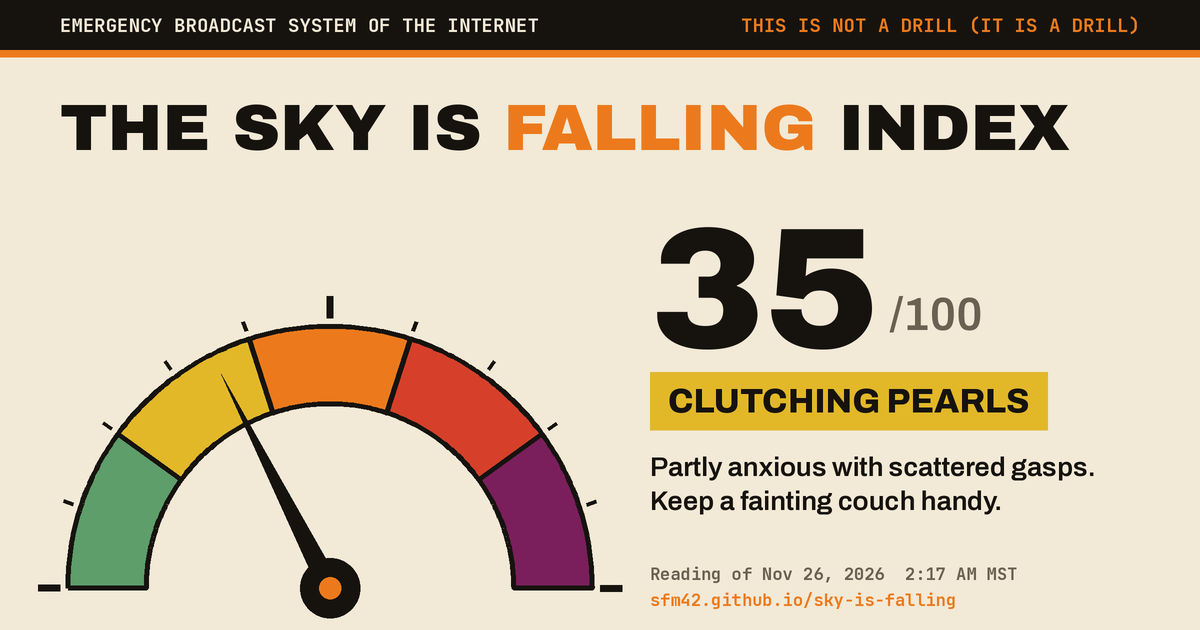 EMERGENCY BROADCAST SYSTEM OF THE INTERNET
THIS IS NOT A DRILL (IT IS A DRILL)
THE SKY IS FALLING INDEX
35 /100
CLUTCHING PEARLS
Partly anxious with scattered gasps.
Keep a fainting couch handy.
Reading of Nov 26, 2026 2:17 AM MST
sfm42.github.io/sky-is-falling